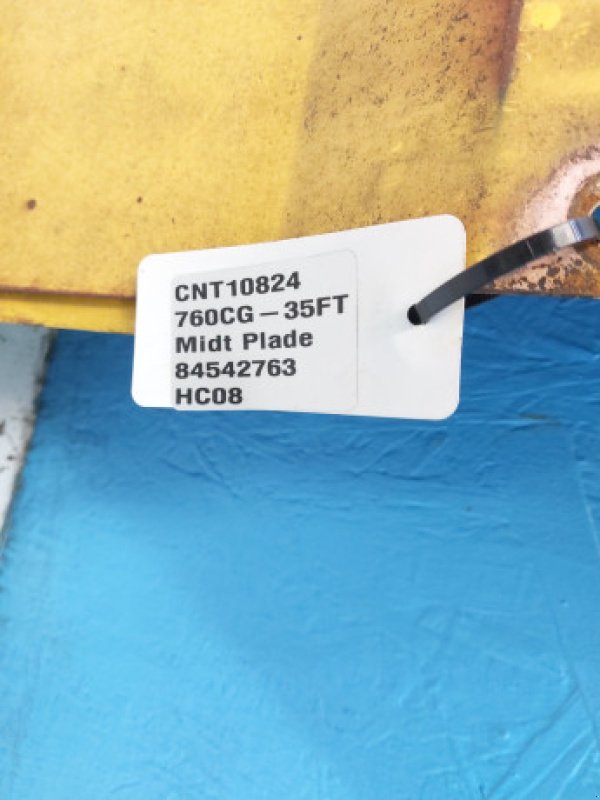 CNT10824
760CG – 35FT
Midt Plade
84542763
HC08